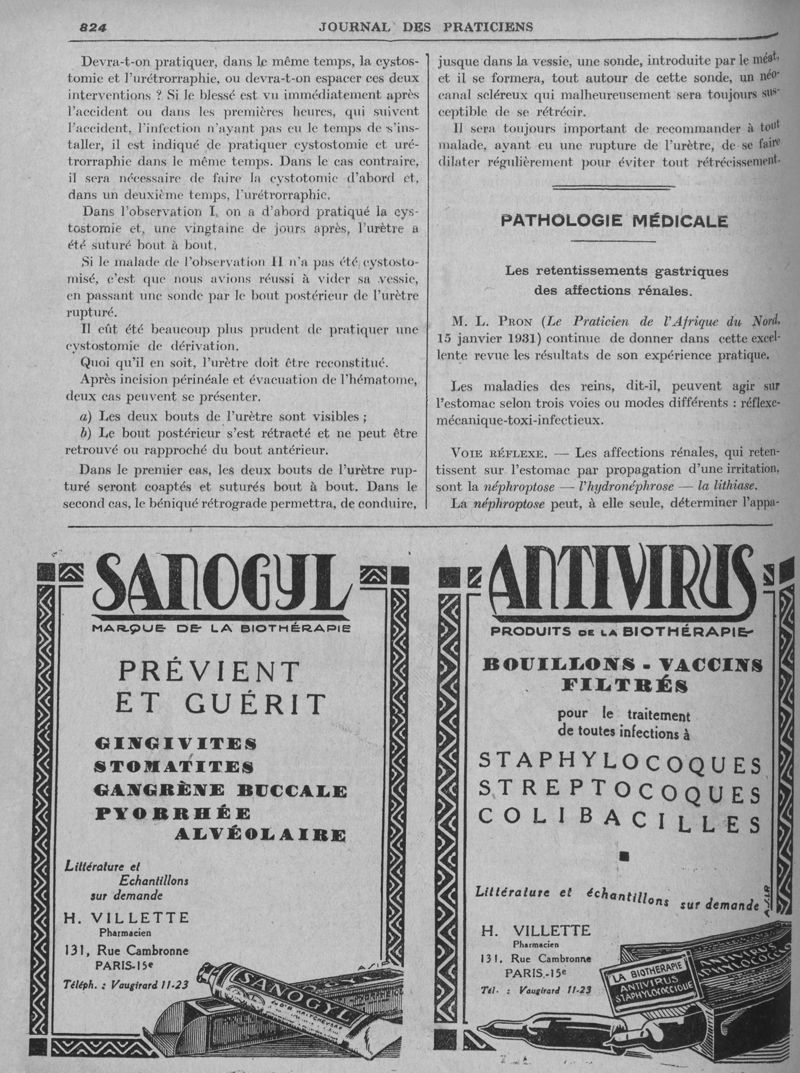 824
JOURNAL DES PRATICIENS
Devra-t-on pratiquer, dans le même temps, la cystos-
tomie et l'urétrorraphie, ou devra-t-on espacer ces deux
interventions ? Si le blessé est vu immédiatement après
l'accident ou dans les premières heures, qui suivent
l'accident, l'infection n'ayant pas eu le temps de s'ins-
taller, il est indiqué de pratiquer cystostomie et uré-
trorraphie dans le même temps. Dans le cas contraire,
il sera nécessaire de faire la cystotomie d'abord et,
dans un deuxième temps, l'urétrorraphie.
Dans l'observation I, on a d'abord pratiqué la cys-
tostomie et, une vingtaine de jours après, l'urètre a
été suturé bout à bout.
Si le malade de l'observation II n'a pas été cystosto-
misé, c'est que nous avions réussi à vider sa vessie,
en passant une sonde par le bout postérieur de l'urètre
rupturé.
Il eût été beaucoup plus prudent de pratiquer une
cystostomie de dérivation.
Quoi qu'il en soit, l'urètre doit être reconstitué.
Après incision périnéale et évacuation de l'hématome,
deux cas peuvent se présenter.
a) Les deux bouts de l'urètre sont visibles ;
b) Le bout postérieur s'est rétracté et ne peut être
retrouvé ou rapproché du bout antérieur.
Dans le premier cas, les deux bouts de l'urètre rup-
turé seront coaptés et suturés bout à bout. Dans le
second cas, le béniqué rétrograde permettra, de conduire,
jusque dans la vessie, une sonde, introduite par le méat,
et il se formera, tout autour de cette sonde, un néo-
canal scléreux qui malheureusement sera toujours sus-
ceptible de se rétrécir.
Il sera toujours important de recommander à tout
malade, ayant eu une rupture de l'urètre, de se faire
dilater régulièrement pour éviter tout rétrécissement.
PATHOLOGIE MÉDICALE
Les retentissements gastriques
des affections rénales.
M. L. PRON (Le Praticien de l'Afrique du Nord,
15 janvier 1931) continue de donner dans cette excel-
lente revue les résultats de son expérience pratique.
Les maladies des reins, dit-il, peuvent agir sur
l'estomac selon trois voies ou modes différents : réflexe-
mécanique-toxi-infectieux.
VOIE RÉFLEXE. — Les affections rénales, qui reten-
tissent sur l'estomac par propagation d'une irritation,
sont la néphroptose — l'hydronéphrose — la lithiase.
La néphroptose peut, à elle seule, déterminer l'appa-
SANOGYL
MARQUE DE LA BIOTHÉRAPIE
PRÉVIENT
ET GUÉRIT
GINGIVITES
STOMATITES
GANGRÈNE BUCCALE
PYORRHÉE
ALVÉOLAIRE
Littérature et
Echantillons
sur demande
H. VILLETTE
Pharmacien
131, Rue Cambronne
PARIS-15e
Téléph. : Vaugirard 11-23
SANOGYL
ANTIVIRUS
PRODUITS DE LA BIOTHÉRAPIE
BOUILLONS - VACCINS
FILTRÉS
pour le traitement
de toutes infections à
STAPHYLOCOQUES
STREPTOCOQUES
COLIBACILLES
Littérature et échantillons sur demande
H. VILLETTE
Pharmacien
131, Rue Cambronne
PARIS.-15e
Tél. : Vaugirard 11-23
LA BIOTHERAPIE
ANTIVIRUS
STAPHYLOCOCCIQUE